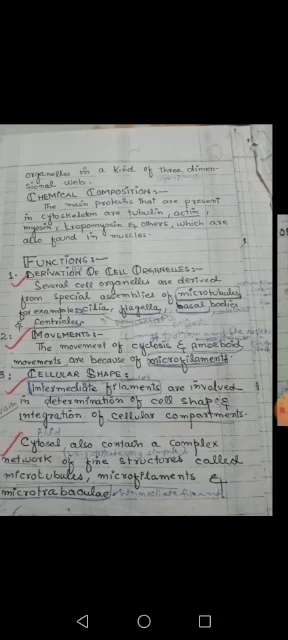 organelles in a kind of three dimen-
sional web.
CHEMICAL COMPOSITION:-
The main proteins that are present
in cytoskeleton are tubulin, actin,
myosin, tropomyosin & others, which are
also found in muscles.
FUNCTIONS:-
1- DERIVATION OF CELL ORGANELLES:-
Several cell organelles are derived
from special assemblies of microtubules
for example:- cilia, flagella, basal bodies
& centrioles.
2: MOVEMENTS:-
The movement of cyclosis & amoeboid
movements are because of microfilaments
3: CELLULAR SHAPE:-
Intermediate filaments are involved
in determination of cell shape &
integration of cellular compartments.
Cytosol also contain a complex
network of fine structures called
microtubules, microfilaments &
microtrabaculae